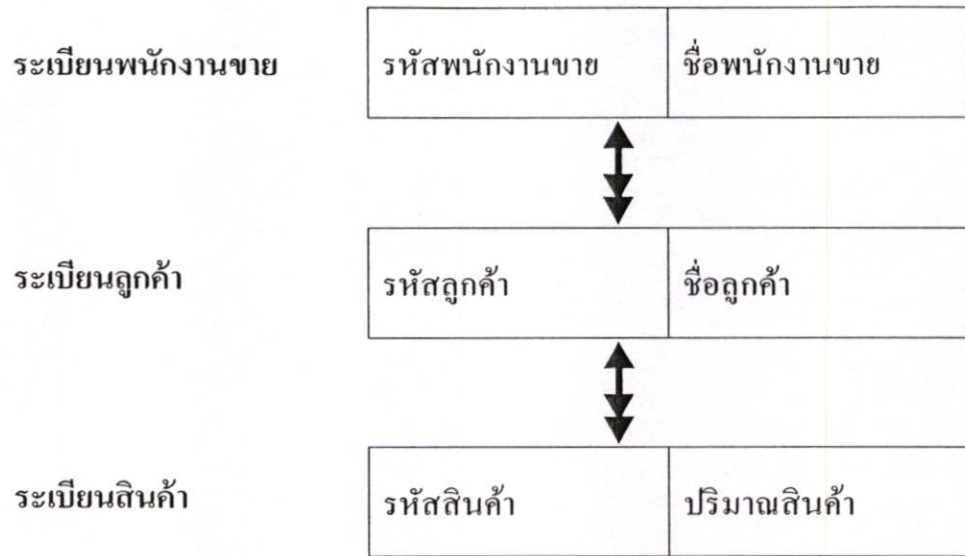 ระเบียนพนักงานขาย รหัสพนักงานขาย ชื่อพนักงานขาย
ระเบียนลูกค้า รหัสลูกค้า ชื่อลูกค้า
ระเบียนสินค้า รหัสสินค้า ปริมาณสินค้า